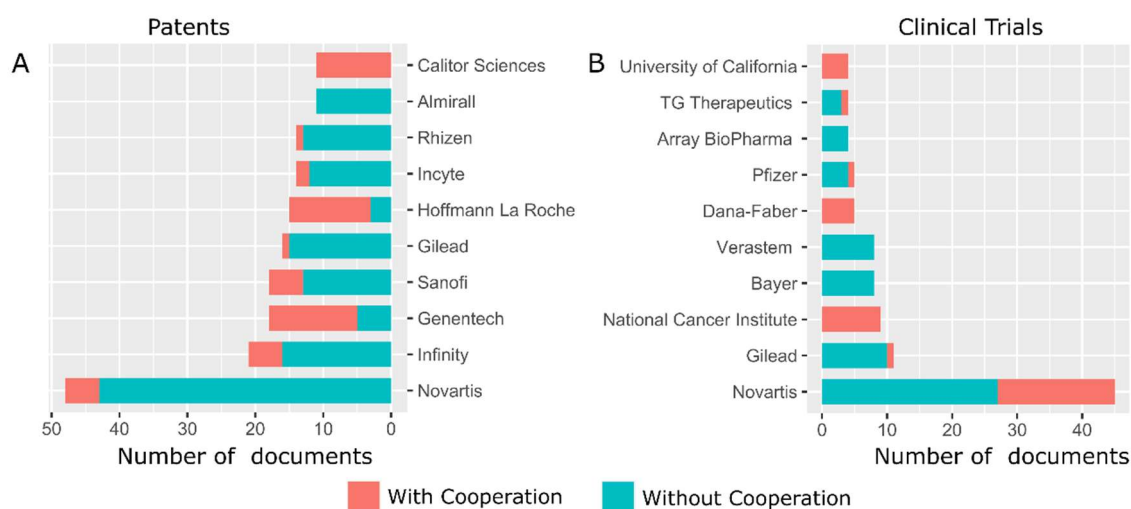 Patents
A
Calitor Sciences
Almirall
Rhizen
Incyte
Hoffmann La Roche
Gilead
Sanofi
Genentech
Infinity
Novartis
50 40 30 20 10 0
Number of documents
Clinical Trials
B
University of California
TG Therapeutics
Array BioPharma
Pfizer
Dana-Faber
Verastem
Bayer
National Cancer Institute
Gilead
Novartis
0 10 20 30 40
Number of documents
With Cooperation
Without Cooperation